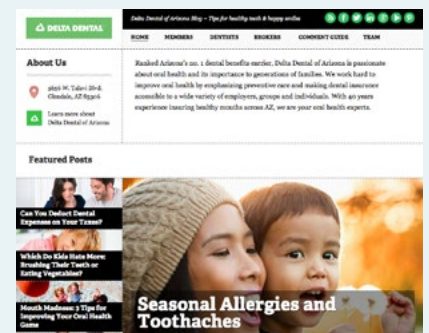 DELTA DENTAL
Delta Dental of Arizona Blog – Tips for healthy teeth & happy smiles
HOME MEMBERS DENTISTS BROKERS COMMENT GUIDE TEAM
About Us
5656 W. Talavi Blvd.
Glendale, AZ 85306
Learn more about
Delta Dental of Arizona
Ranked Arizona's no. 1 dental benefits carrier, Delta Dental of Arizona is passionate
about oral health and its importance to generations of families. We work hard to
improve oral health by emphasizing preventive care and making dental insurance
accessible to a wide variety of employers, groups and individuals. With 40 years
experience insuring healthy mouths across AZ, we are your oral health experts.
Featured Posts
Can You Deduct Dental
Expenses on Your Taxes?
Which Do Kids Hate More:
Brushing Their Teeth or
Eating Vegetables?
Mouth Madness: 3 Tips for
Improving Your Oral Health
Game
Seasonal Allergies and
Toothaches